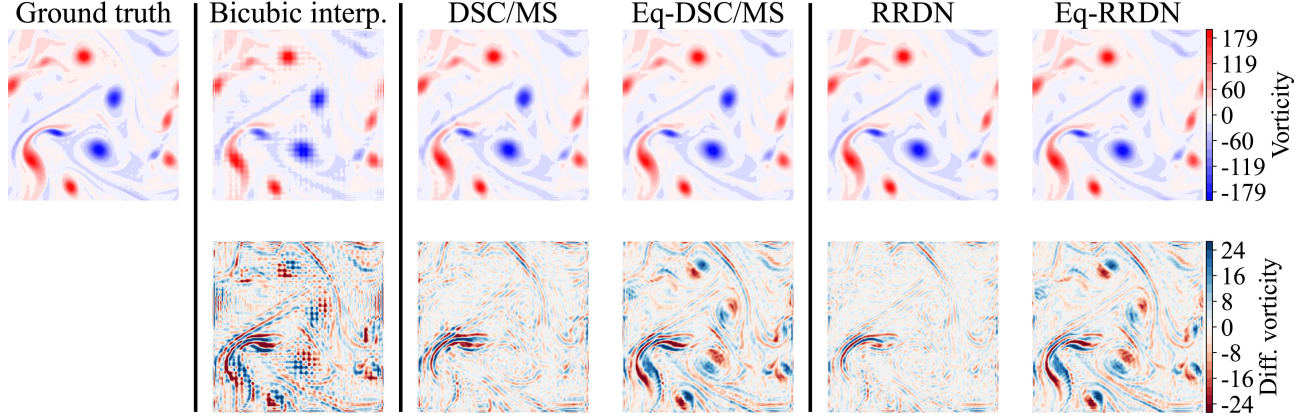 Ground truth
Bicubic interp.
DSC/MS
Eq-DSC/MS
RRDN
Eq-RRDN
179
119
60
0
-60
-119
-179
Vorticity
24
16
8
0
-8
-16
-24
Diff. vorticity